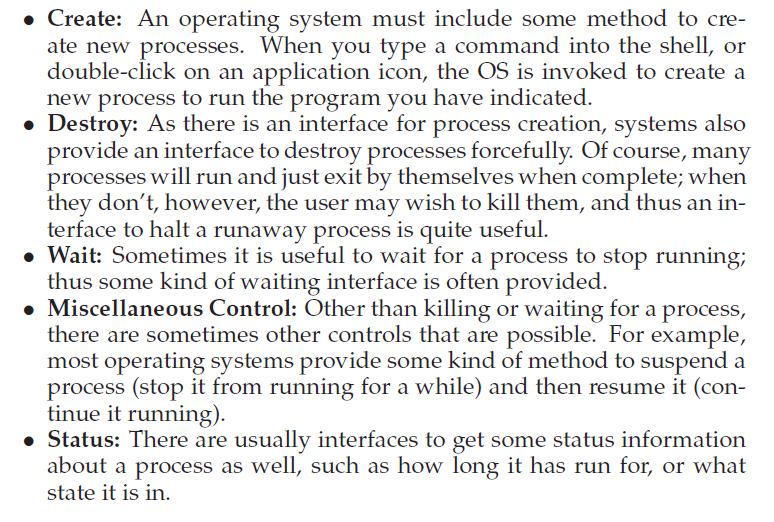 • Create: An operating system must include some method to cre-
ate new processes. When you type a command into the shell, or
double-click on an application icon, the OS is invoked to create a
new process to run the program you have indicated.
• Destroy: As there is an interface for process creation, systems also
provide an interface to destroy processes forcefully. Of course, many
processes will run and just exit by themselves when complete; when
they don't, however, the user may wish to kill them, and thus an in-
terface to halt a runaway process is quite useful.
• Wait: Sometimes it is useful to wait for a process to stop running;
thus some kind of waiting interface is often provided.
• Miscellaneous Control: Other than killing or waiting for a process,
there are sometimes other controls that are possible. For example,
most operating systems provide some kind of method to suspend a
process (stop it from running for a while) and then resume it (con-
tinue it running).
• Status: There are usually interfaces to get some status information
about a process as well, such as how long it has run for, or what
state it is in.